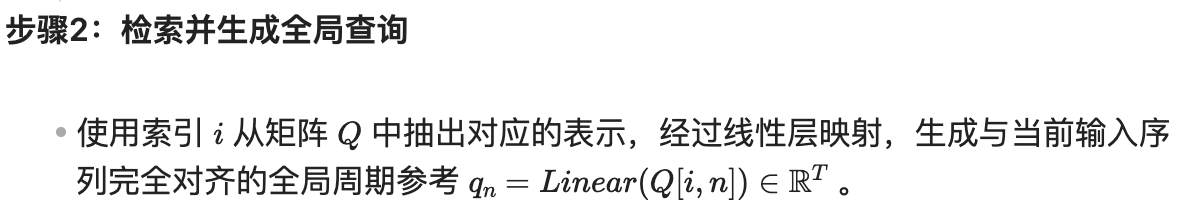 步骤2：检索并生成全局查询
• 使用索引 i 从矩阵 Q 中抽出对应的表示，经过线性层映射，生成与当前输入序
列完全对齐的全局周期参考 qₙ = Linear(Q[i, n]) ∈ ℝᵀ 。